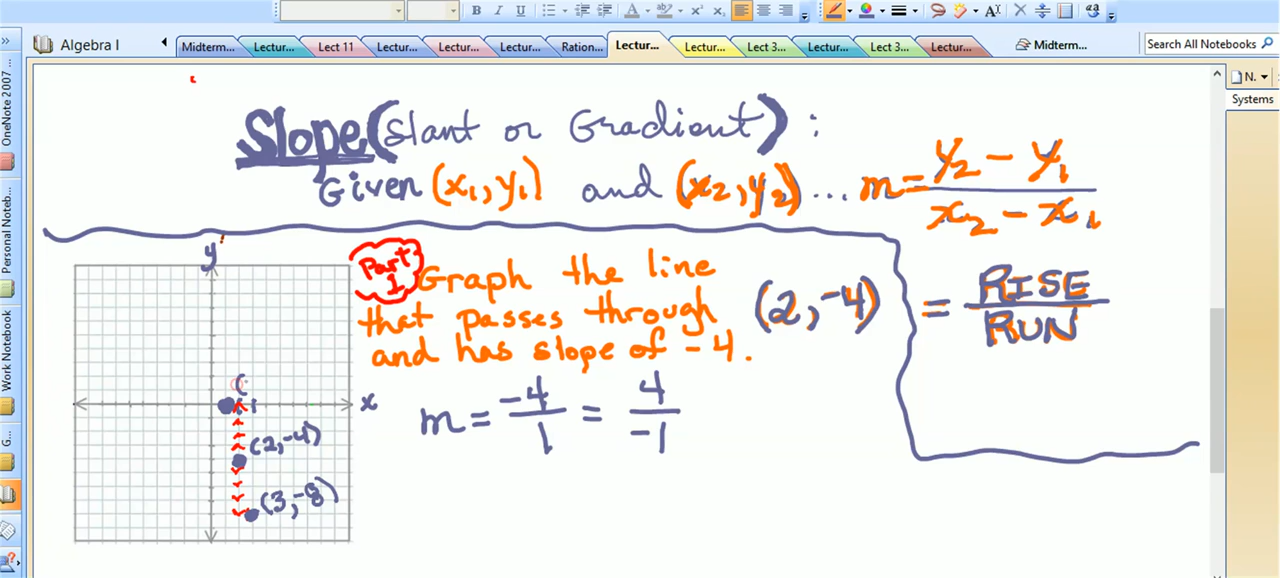 B I U A ab x² x₂
Algebra I Midterm... Lectur... Lect 11 Lectur... Lectur... Lectur... Ration... Lectur... Lectur... Lect 3... Lectur... Lect 3... Lectur... Midterm... Search All Notebooks
N.
Systems
OneNote 2007 ...
Personal Noteb...
Work Notebook
G...
Slope (Slant or Gradient) :
Given (x₁,y₁) and (x₂,y₂)... m = y₂ - y₁ / x₂ - x₁
= RISE / RUN
Part 1
Graph the line
that passes through (2,-4)
and has slope of -4.
m = -4/1 = 4/-1
y
x
(
(2,-4)
(3,-8)